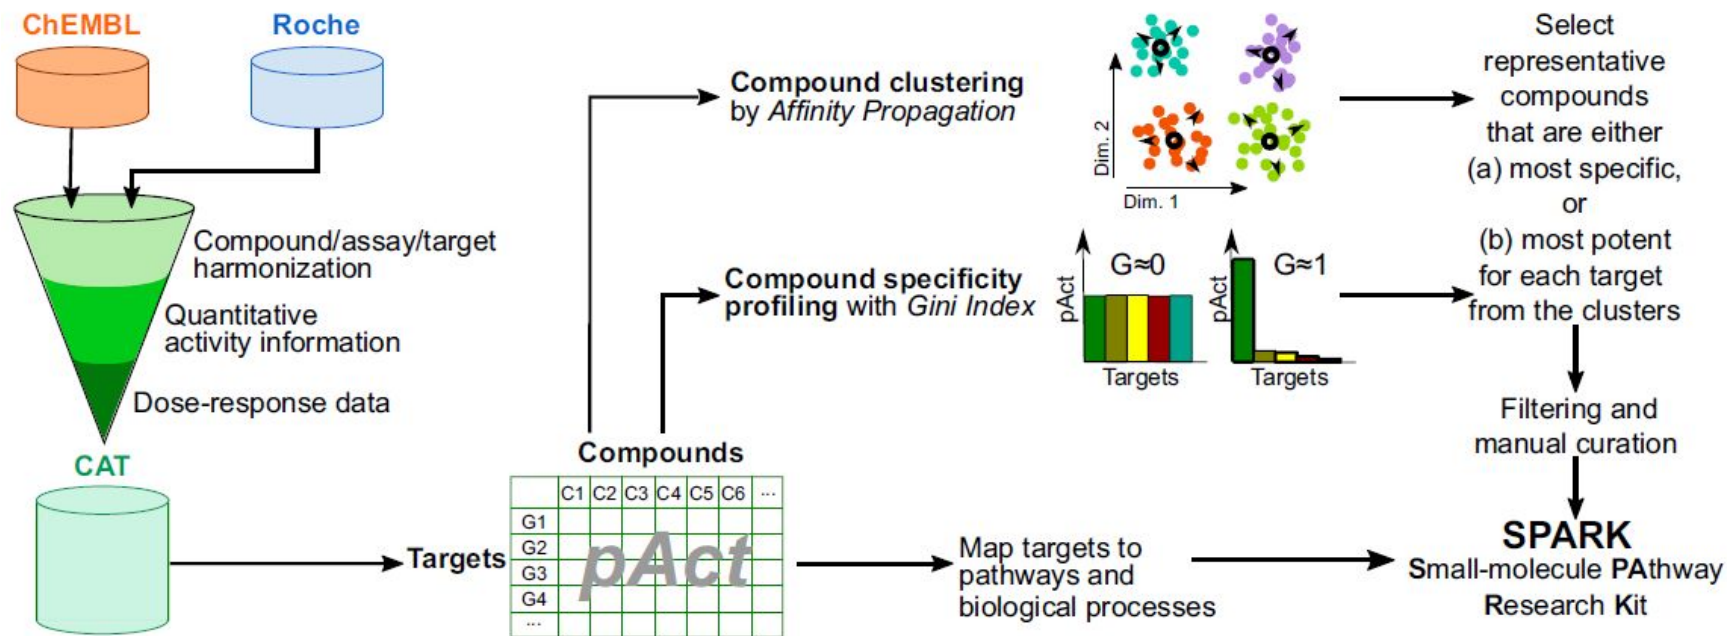 ChEMBL
Roche
Compound/assay/target
harmonization
Quantitative
activity information
Dose-response data
CAT
Compound clustering
by Affinity Propagation
Dim. 2
Dim. 1
Compound specificity
profiling with Gini Index
pAct
G≈0
Targets
pAct
G≈1
Targets
Select
representative
compounds
that are either
(a) most specific,
or
(b) most potent
for each target
from the clusters
Filtering and
manual curation
Compounds
Targets
C1 C2 C3 C4 C5 C6 ...
G1
G2
G3
G4
...
pAct
Map targets to
pathways and
biological processes
SPARK
Small-molecule PAthway
Research Kit